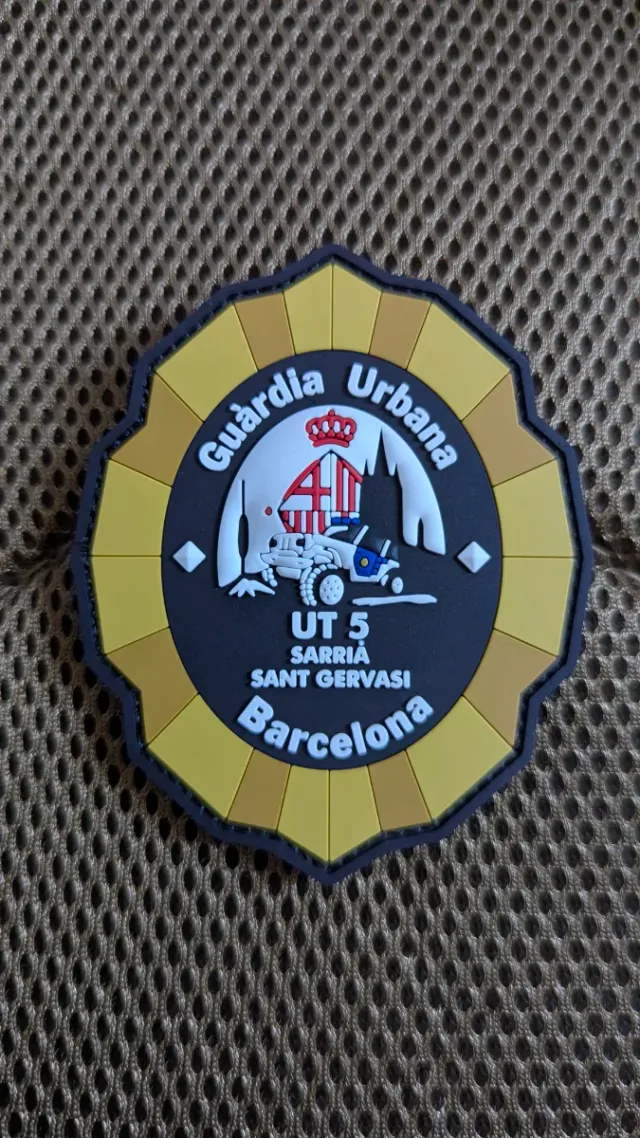 Guàrdia Urbana
UT 5
SARRIÀ
SANT GERVASI
Barcelona